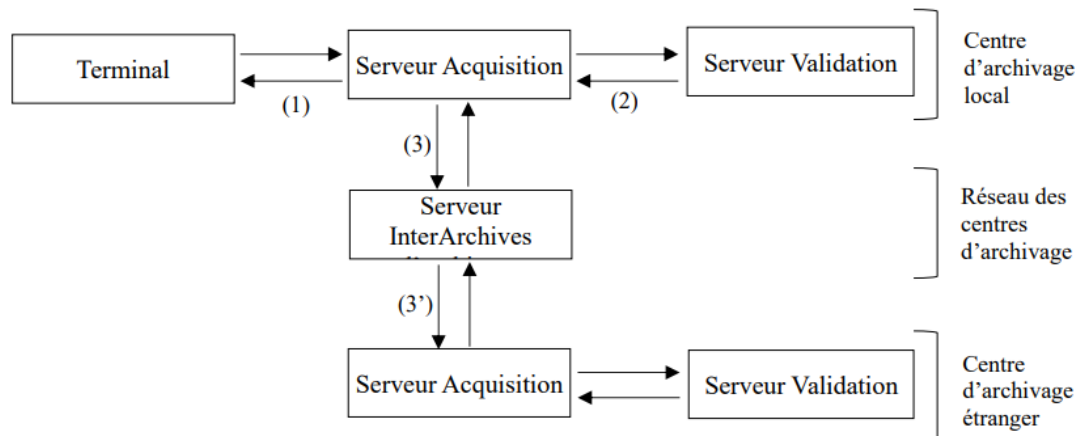 Terminal
Serveur Acquisition
Serveur Validation
Centre
d'archivage
local
(1)
(2)
(3)
Serveur
InterArchives
Réseau des
centres
d'archivage
(3')
Serveur Acquisition
Serveur Validation
Centre
d'archivage
étranger